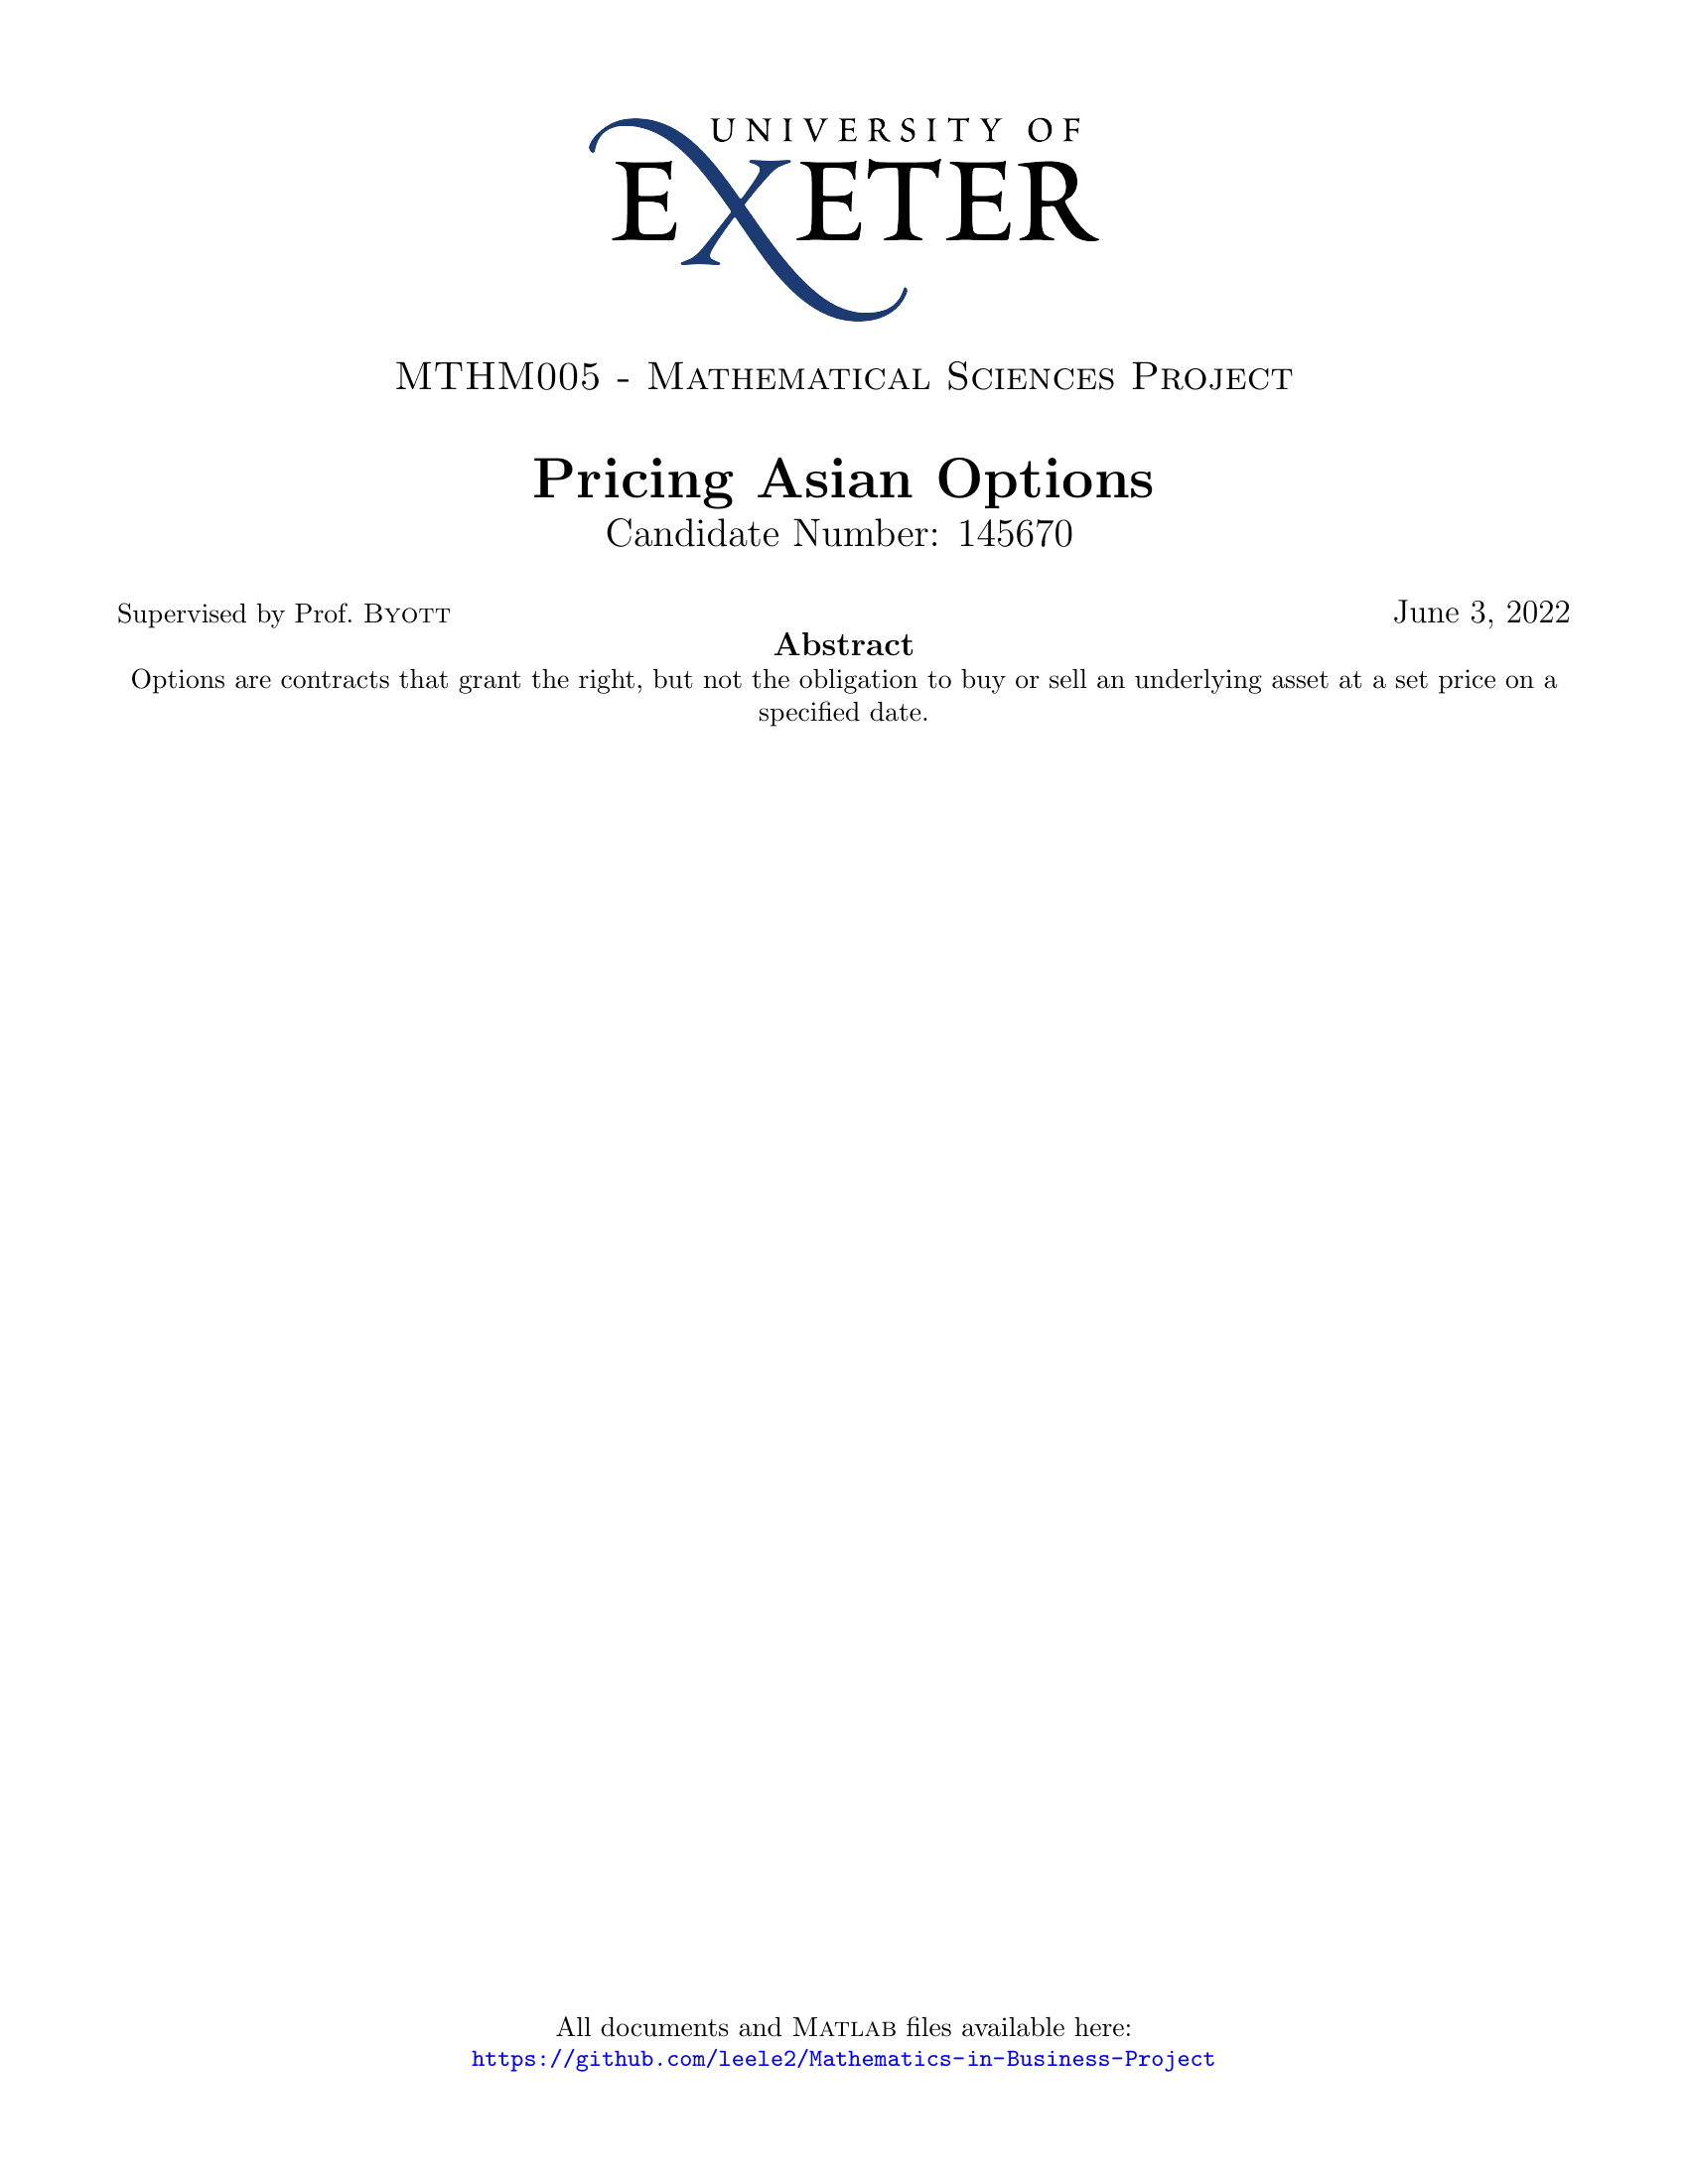 UNIVERSITY OF
EXETER
MTHM005 - Mathematical Sciences Project
Pricing Asian Options
Candidate Number: 145670
Supervised by Prof. Byott
June 3, 2022
Abstract
Options are contracts that grant the right, but not the obligation to buy or sell an underlying asset at a set price on a
specified date.
All documents and Matlab files available here:
https://github.com/leele2/Mathematics-in-Business-Project